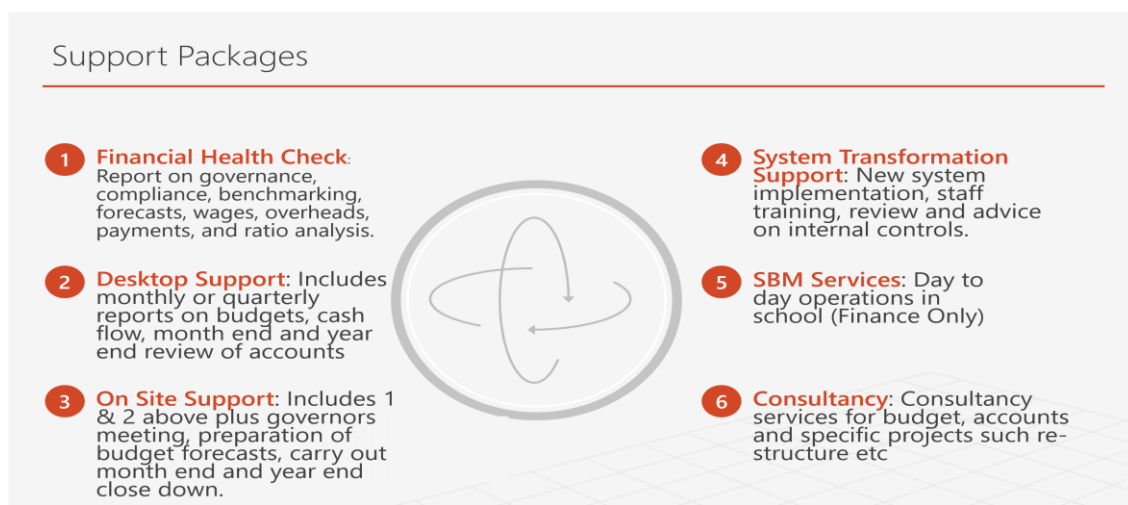 Support Packages
1 Financial Health Check:
Report on governance,
compliance, benchmarking,
forecasts, wages, overheads,
payments, and ratio analysis.
2 Desktop Support: Includes
monthly or quarterly
reports on budgets, cash
flow, month end and year
end review of accounts
3 On Site Support: Includes 1
& 2 above plus governors
meeting, preparation of
budget forecasts, carry out
month end and year end
close down.
4 System Transformation
Support: New system
implementation, staff
training, review and advice
on internal controls.
5 SBM Services: Day to
day operations in
school (Finance Only)
6 Consultancy: Consultancy
services for budget, accounts
and specific projects such re-
structure etc